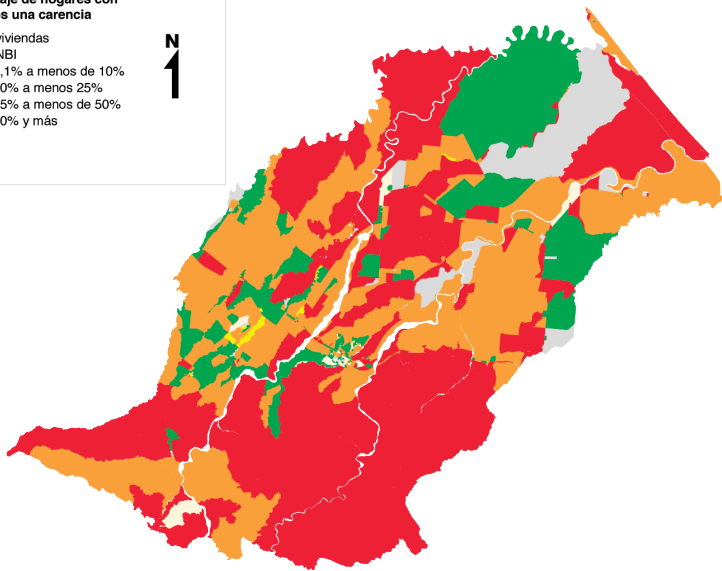 aje de hogares con
os una carencia
viviendas
NBI
,1% a menos de 10%
0% a menos 25%
5% a menos de 50%
0% y más
N